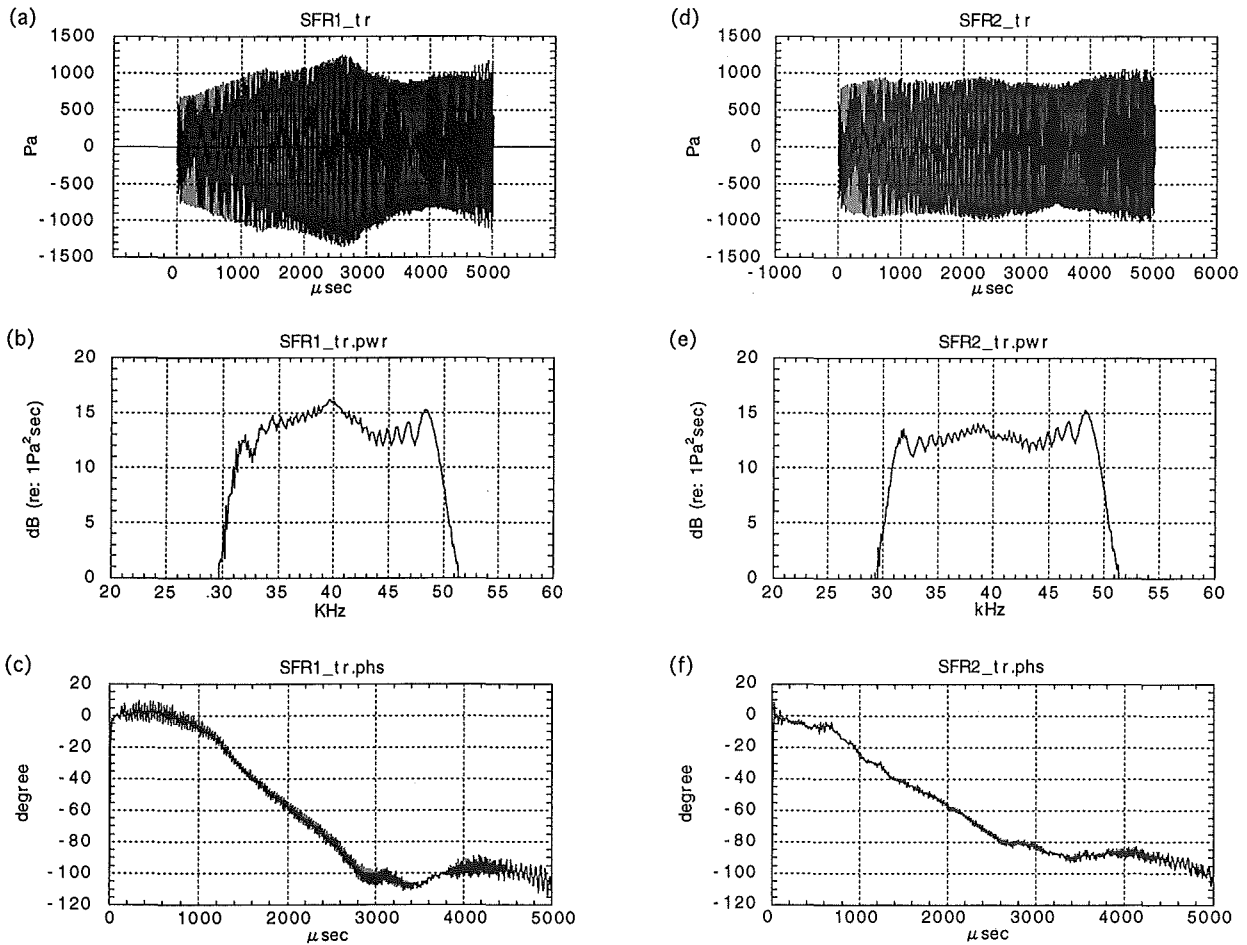 (a)
SFR1_tr
1500
1000
500
0
-500
-1000
-1500
Pa
0 1000 2000 3000 4000 5000
μsec
(d)
SFR2_tr
1500
1000
500
0
-500
-1000
-1500
Pa
-1000 0 1000 2000 3000 4000 5000 6000
μsec
(b)
SFR1_tr.pwr
20
15
10
5
0
dB (re: 1Pa²sec)
20 25 .30 35 40 45 50 55 60
KHz
(e)
SFR2_tr.pwr
20
15
10
5
0
dB (re: 1Pa²sec)
20 25 30 35 40 45 50 55 60
kHz
(c)
SFR1_tr.phs
20
0
-20
-40
-60
-80
-100
-120
degree
0 1000 2000 3000 4000 5000
μsec
(f)
SFR2_tr.phs
20
0
-20
-40
-60
-80
-100
-120
degree
0 1000 2000 3000 4000 5000
μsec